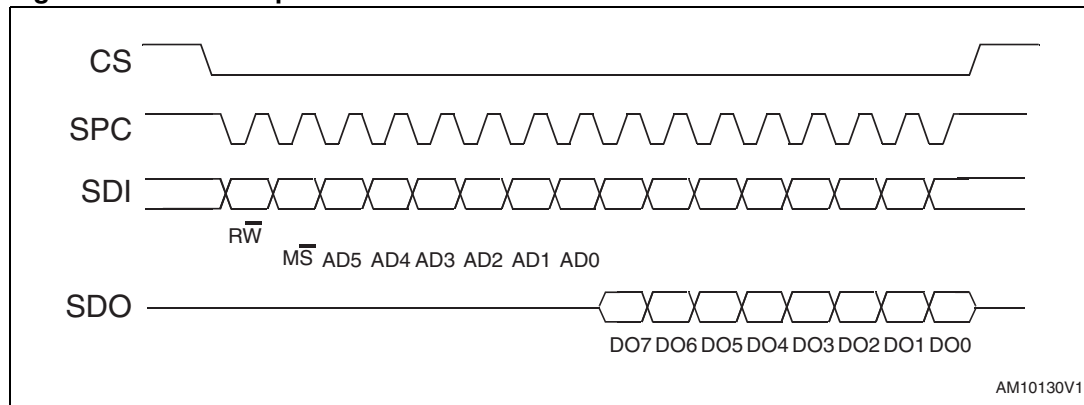 CS
SPC
SDI
RW̅
MS̅ AD5 AD4 AD3 AD2 AD1 AD0
SDO
DO7 DO6 DO5 DO4 DO3 DO2 DO1 DO0
AM10130V1